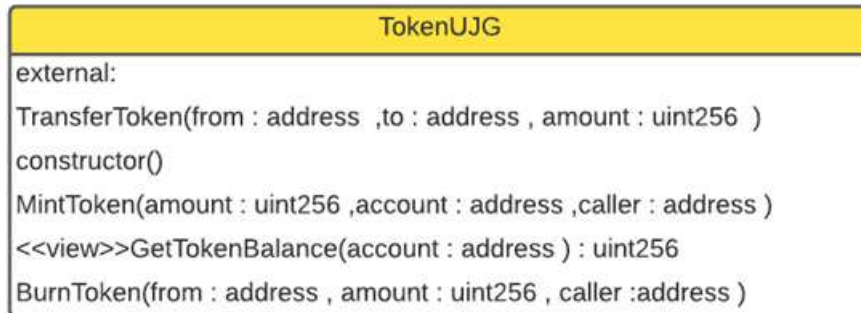 TokenUJG
external:
TransferToken(from : address  ,to : address , amount : uint256  )
constructor()
MintToken(amount : uint256 ,account : address ,caller : address )
<<view>>GetTokenBalance(account : address ) : uint256
BurnToken(from : address , amount : uint256 , caller :address )